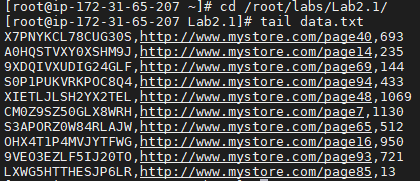 [root@ip-172-31-65-207 ~]# cd /root/labs/Lab2.1/
[root@ip-172-31-65-207 Lab2.1]# tail data.txt
X7PNYKCL78CUG30S,http://www.mystore.com/page40,693
A0HQSTVXY0XSHM9J,http://www.mystore.com/page14,235
9XDQIVXUDIG24GLF,http://www.mystore.com/page69,144
S0P1PUKVRKPOC8Q4,http://www.mystore.com/page94,433
XIETLJLSH2YX2TEL,http://www.mystore.com/page48,1069
CM0Z9SZ50GLX8WRH,http://www.mystore.com/page7,1130
S3APORZ0W84RLAJW,http://www.mystore.com/page65,512
OHX4T1P4MVJYTFWG,http://www.mystore.com/page16,950
9VEO3EZLF5IJ20TO,http://www.mystore.com/page93,721
LXWG5HTTHESJP6LR,http://www.mystore.com/page85,13